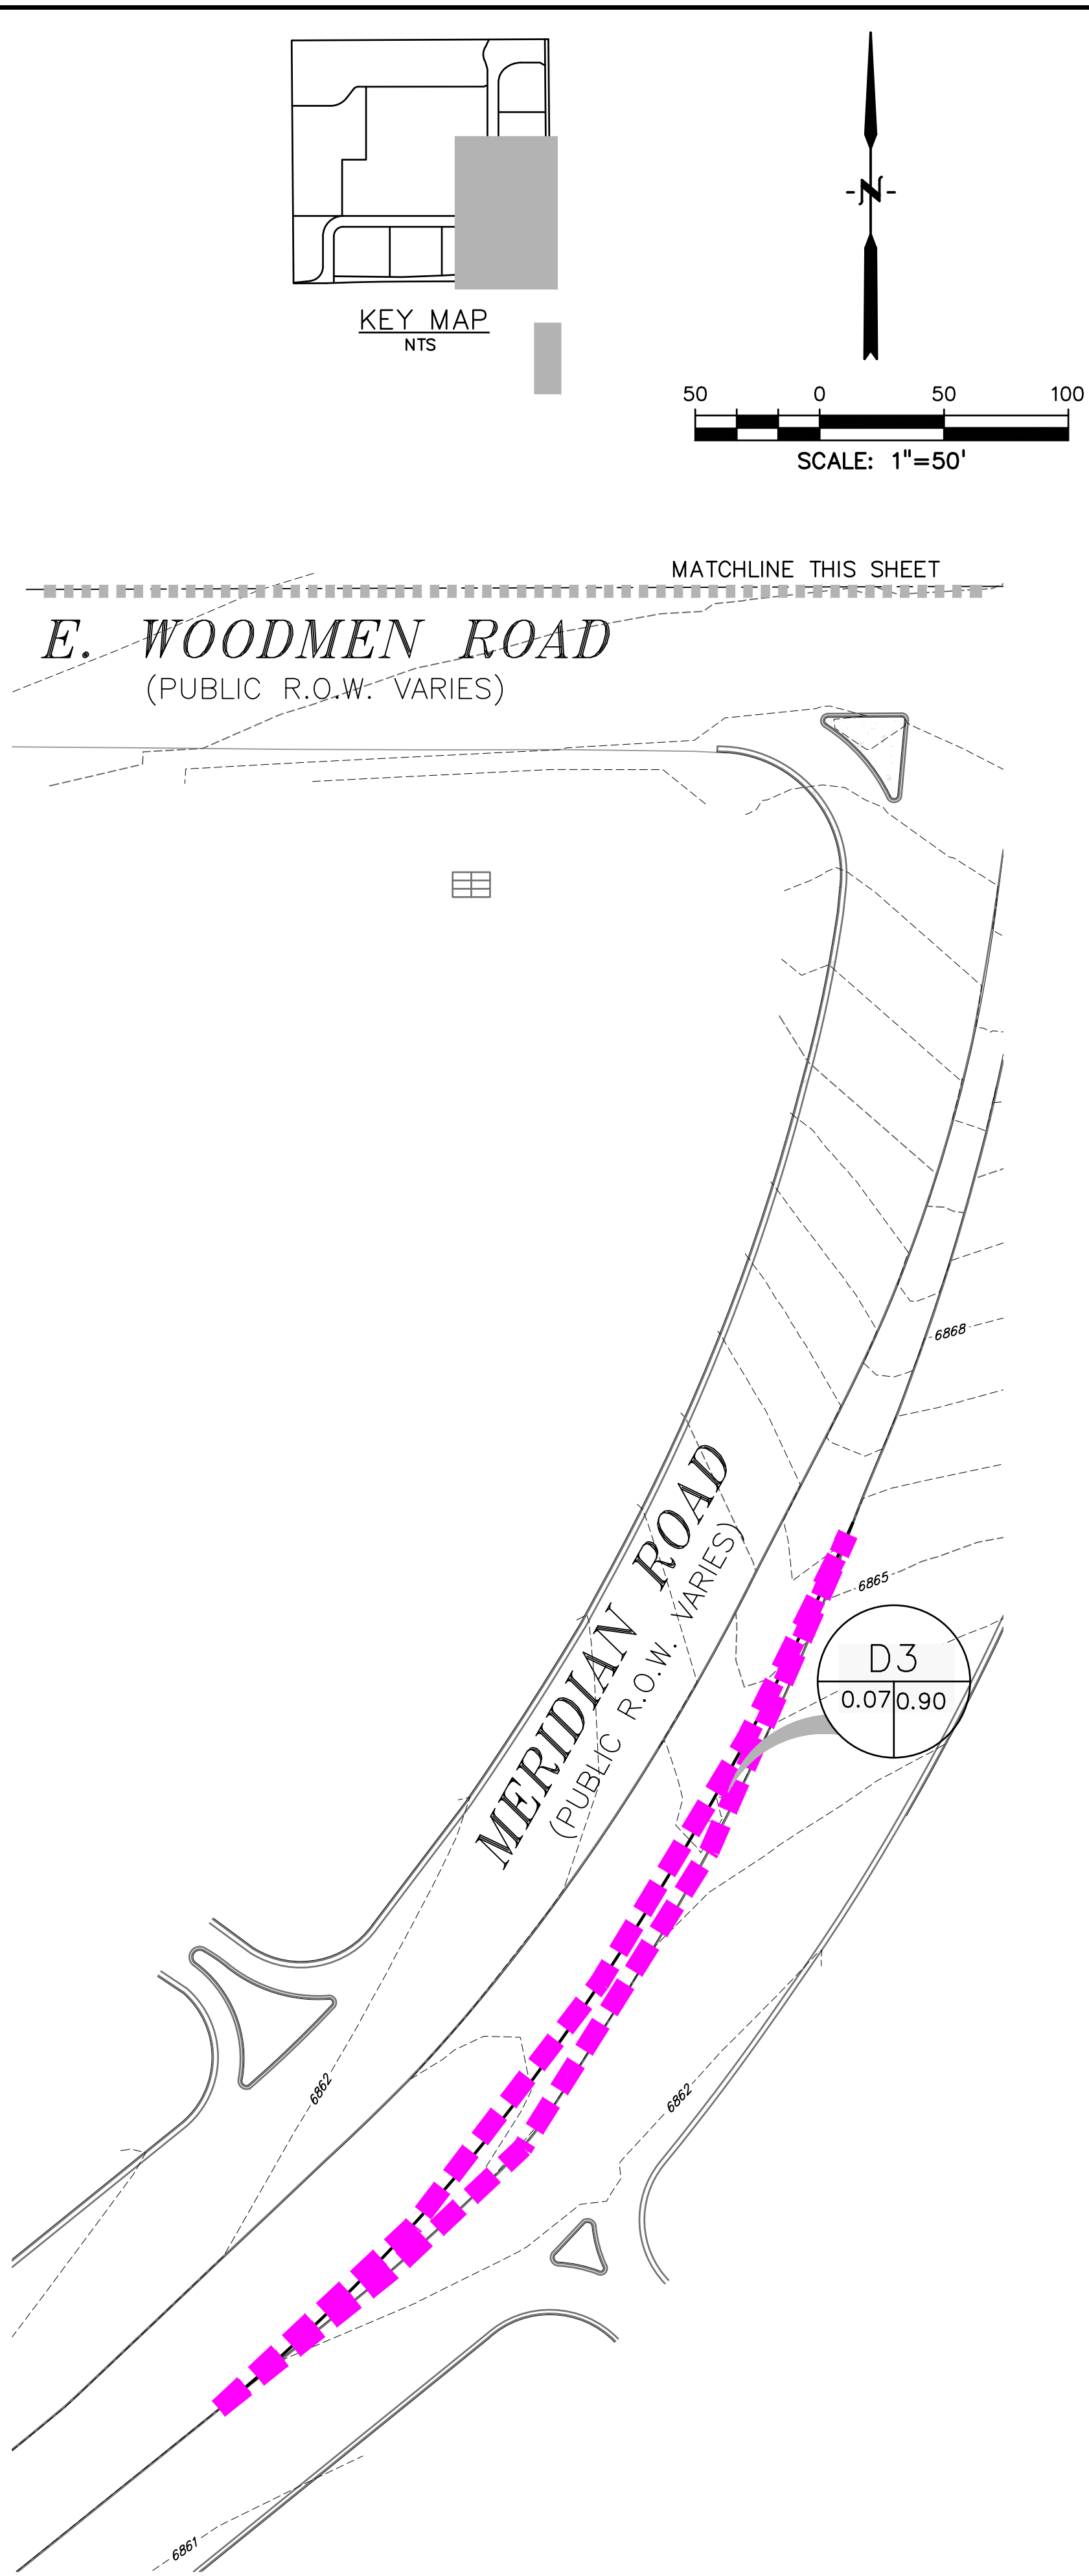 KEY MAP
NTS
N
50 0 50 100
SCALE: 1"=50'
MATCHLINE THIS SHEET
E. WOODMEN ROAD
(PUBLIC R.O.W. VARIES)
6868
MERIDIAN ROAD
(PUBLIC R.O.W. VARIES)
6865
D3
0.07 0.90
6862
6862
6861